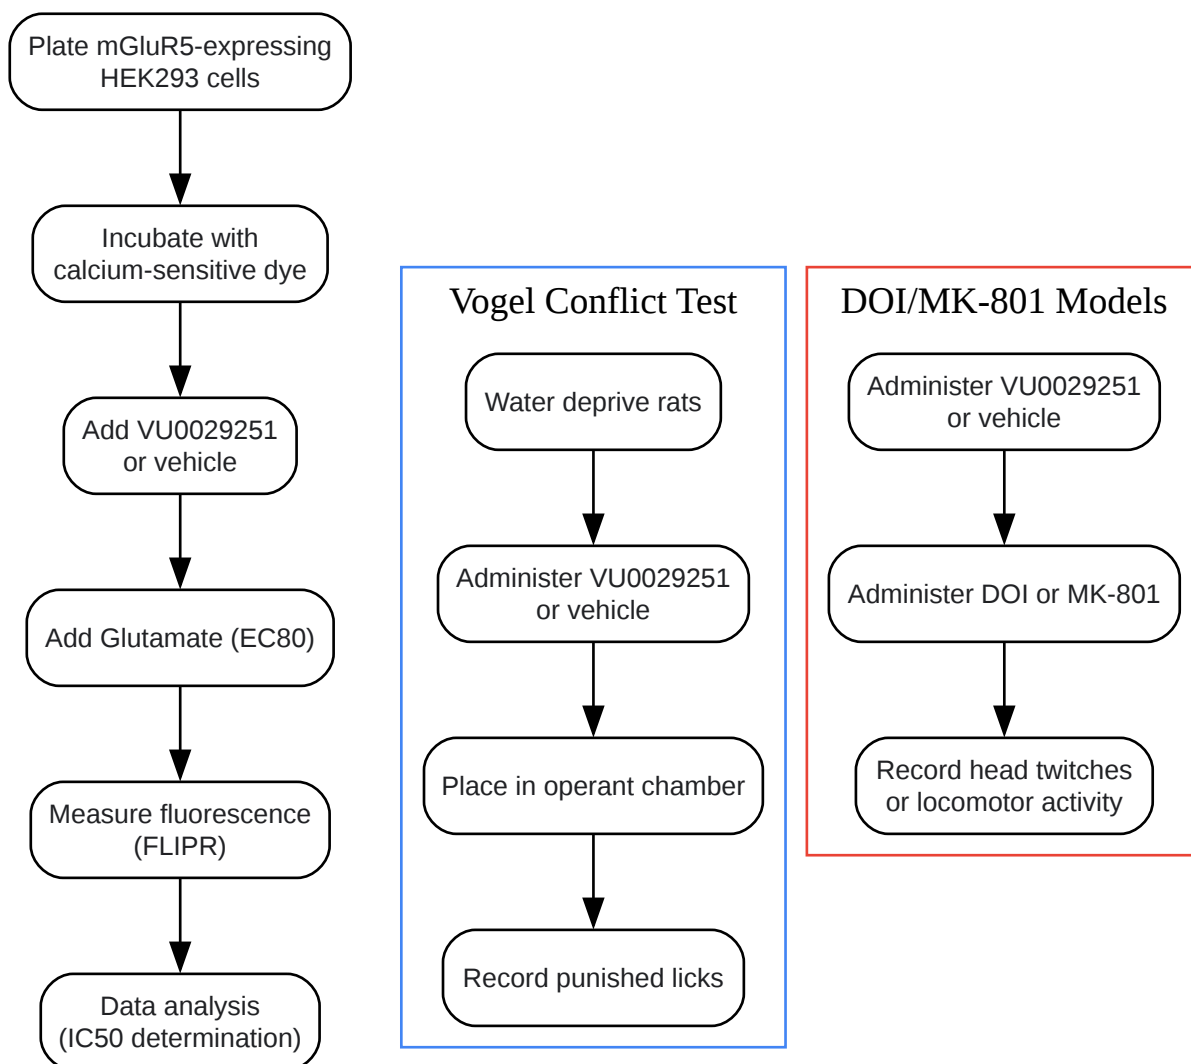 Plate mGluR5-expressing
HEK293 cells
Incubate with
calcium-sensitive dye
Add VU0029251
or vehicle
Add Glutamate (EC80)
Measure fluorescence
(FLIPR)
Data analysis
(IC50 determination)
Vogel Conflict Test
Water deprive rats
Administer VU0029251
or vehicle
Place in operant chamber
Record punished licks
DOI/MK-801 Models
Administer VU0029251
or vehicle
Administer DOI or MK-801
Record head twitches
or locomotor activity